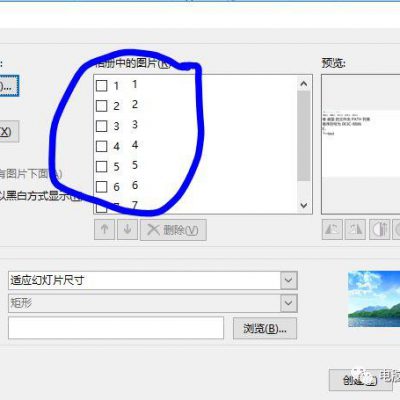 :
相册中的图片(R):
预览:
)...
1 1
2 2
3 3
4 4
5 5
6 6
7
(X)
有图片下面(A)
以黑白方式显示(
删除(V)
适应幻灯片尺寸
矩形
浏览(B)...
创建(